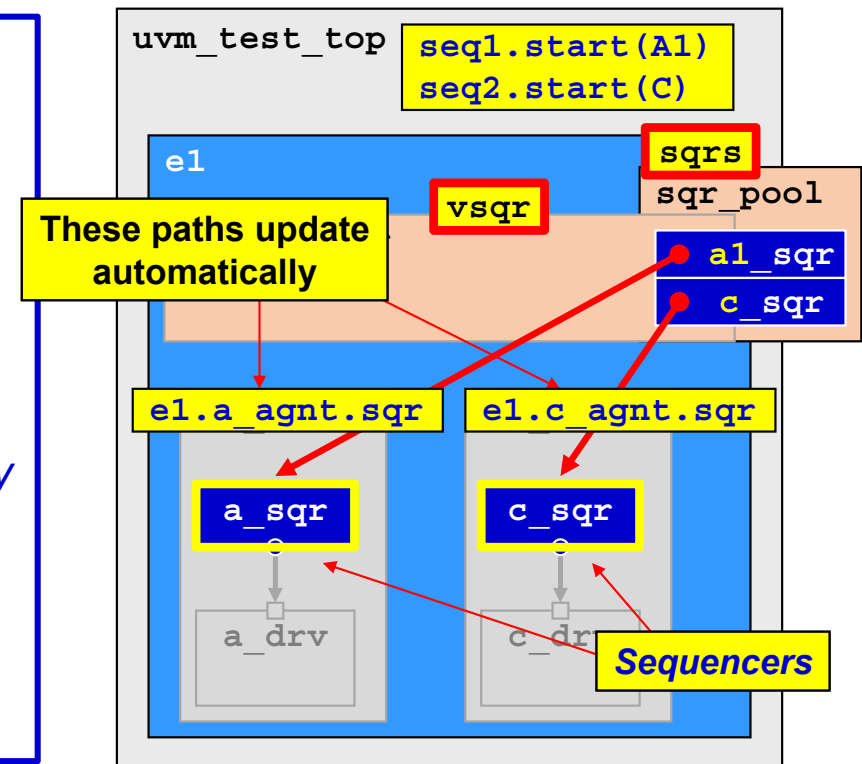 uvm_test_top
seq1.start(A1)
seq2.start(C)
e1
sqrs
sqr_pool
vsqr
These paths update
automatically
a1_sqr
c_sqr
e1.a_agnt.sqr
e1.c_agnt.sqr
a_sqr
c_sqr
a_drv
Sequencers